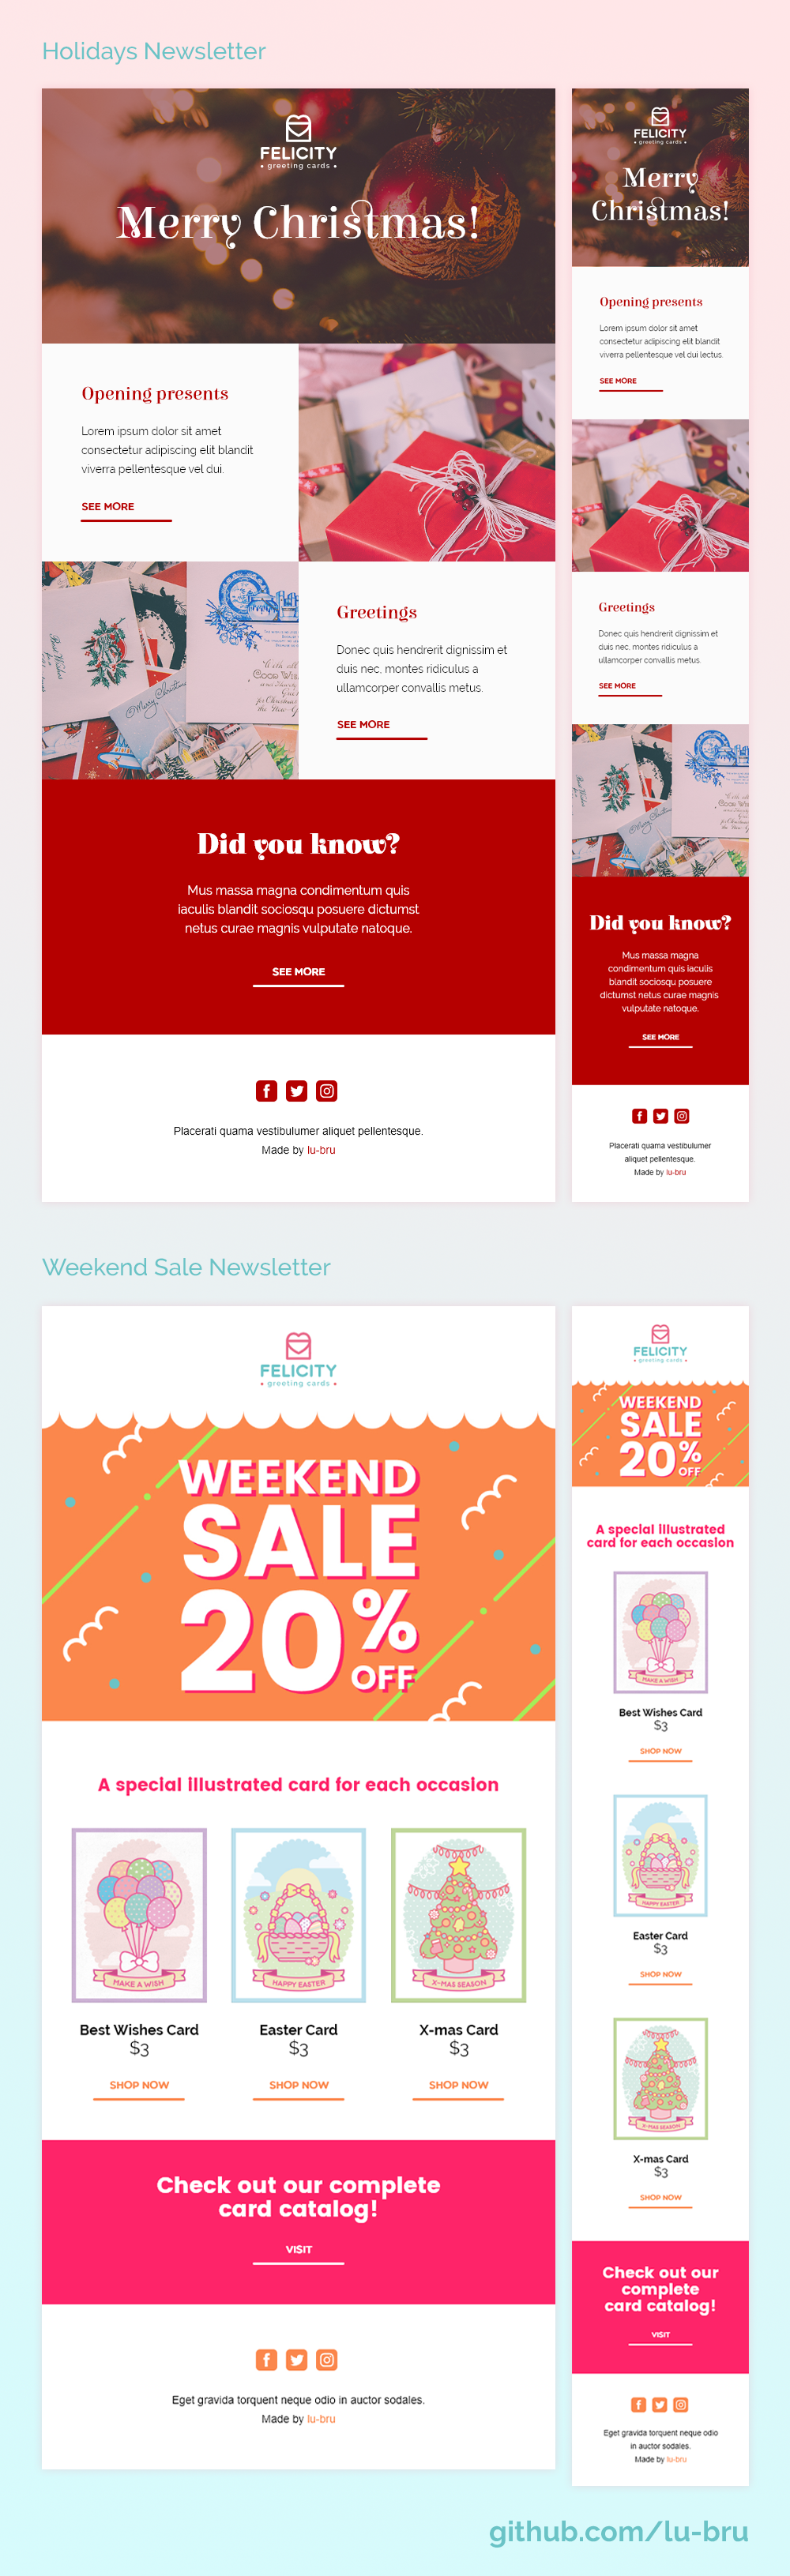 Holidays Newsletter
FELICITY
greeting cards
Merry Christmas!
Opening presents
Lorem ipsum dolor sit amet
consectetur adipiscing elit blandit
viverra pellentesque vel dui.
SEE MORE
Best Wishes
Merry Christmas
Greetings
Donec quis hendrerit dignissim et
duis nec, montes ridiculus a
ullamcorper convallis metus.
SEE MORE
Did you know?
Mus massa magna condimentum quis
iaculis blandit sociosqu posuere dictumst
netus curae magnis vulputate natoque.
SEE MORE
Placerati quama vestibulumer aliquet pellentesque.
Made by lu-bru
FELICITY
greeting cards
Merry
Christmas!
Opening presents
Lorem ipsum dolor sit amet
consectetur adipiscing elit blandit
viverra pellentesque vel dui lectus.
SEE MORE
Greetings
Donec quis hendrerit dignissim et
duis nec, montes ridiculus a
ullamcorper convallis metus.
SEE MORE
Merry Christmas
Did you know?
Mus massa magna
condimentum quis iaculis
blandit sociosqu posuere
dictumst netus curae magnis
vulputate natoque.
SEE MORE
Placerati quama vestibulumer
aliquet pellentesque.
Made by lu-bru
Weekend Sale Newsletter
FELICITY
greeting cards
WEEKEND
SALE
20%
OFF
A special illustrated card for each occasion
MAKE A WISH
HAPPY EASTER
X-MAS SEASON
Best Wishes Card
$3
SHOP NOW
Easter Card
$3
SHOP NOW
X-mas Card
$3
SHOP NOW
Check out our complete
card catalog!
VISIT
Eget gravida torquent neque odio in auctor sodales.
Made by lu-bru
FELICITY
greeting cards
WEEKEND
SALE
20%
OFF
A special illustrated
card for each occasion
MAKE A WISH
Best Wishes Card
$3
SHOP NOW
HAPPY EASTER
Easter Card
$3
SHOP NOW
X-MAS SEASON
X-mas Card
$3
SHOP NOW
Check out our
complete
card catalog!
VISIT
Eget gravida torquent neque odio
in auctor sodales.
Made by lu-bru
github.com/lu-bru